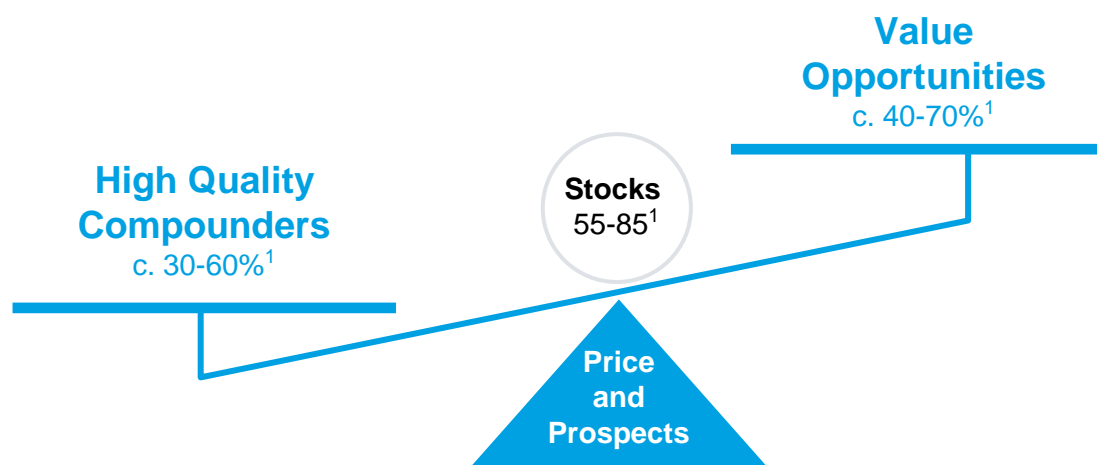 High Quality
Compounders
c. 30-60%¹
Stocks
55-85¹
Value
Opportunities
c. 40-70%¹
Price
and
Prospects